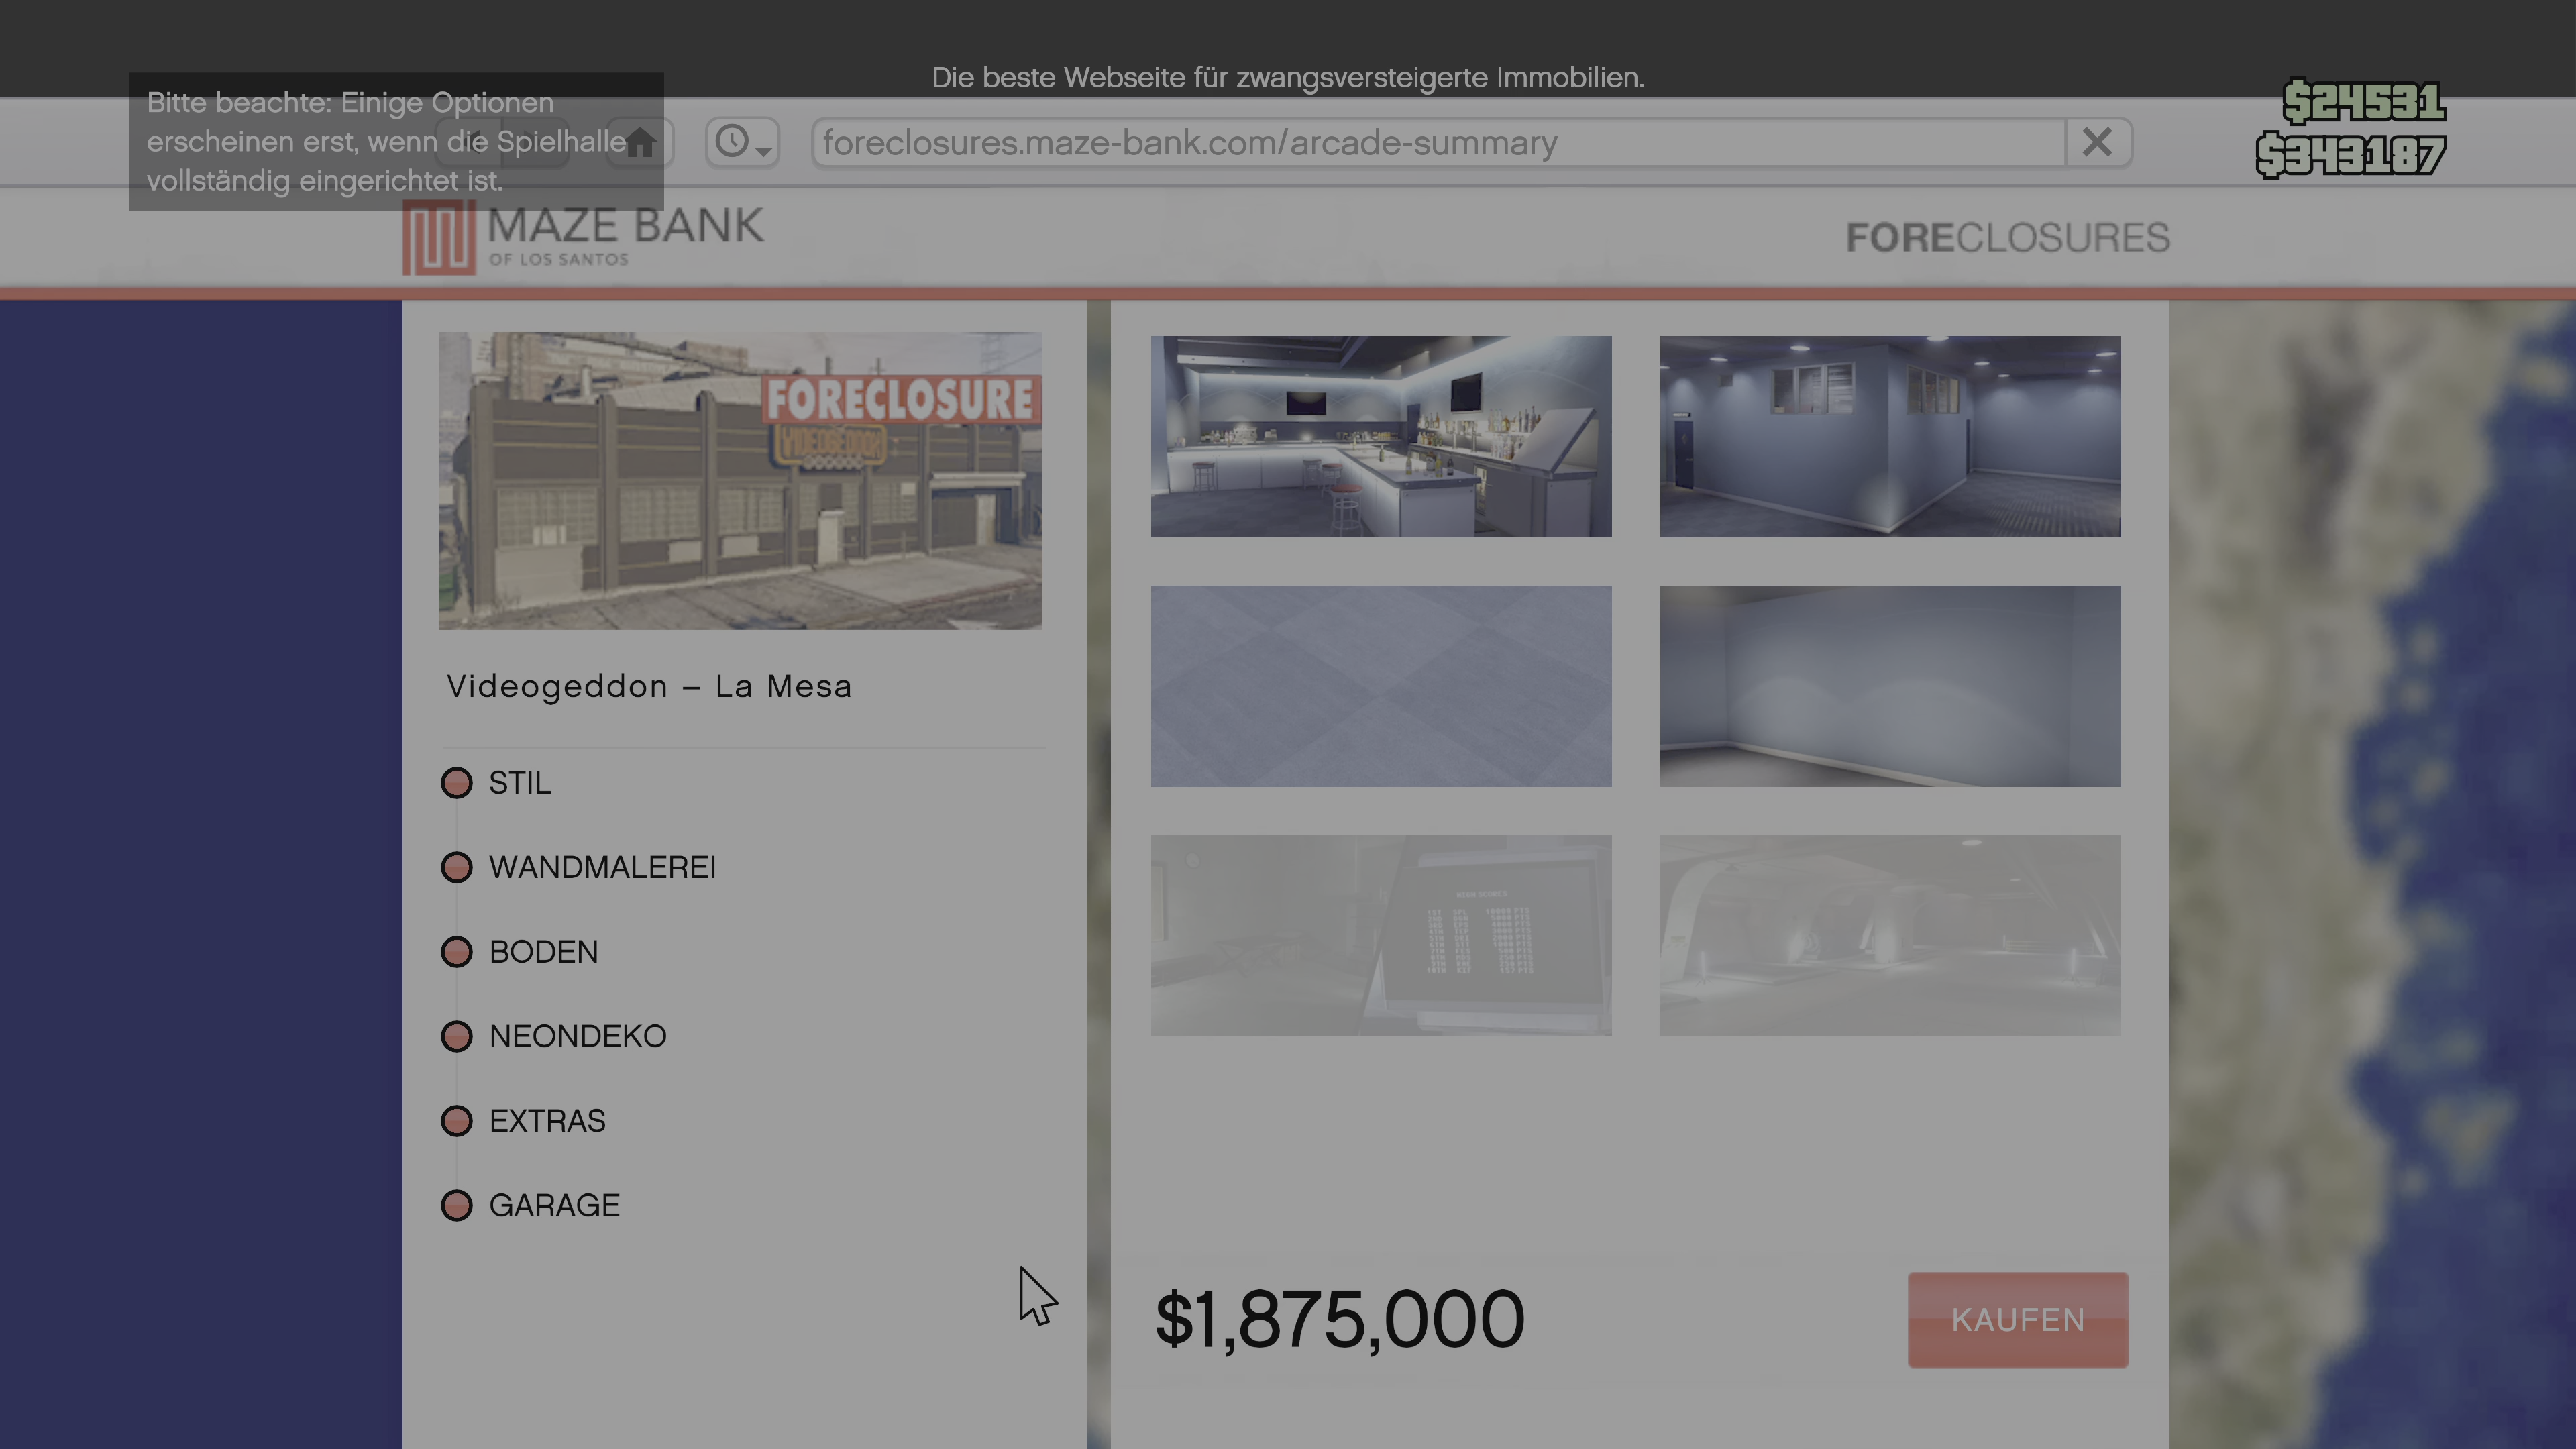 Die beste Webseite für zwangsversteigerte Immobilien.
Bitte beachte: Einige Optionen
erscheinen erst, wenn die Spielhalle
vollständig eingerichtet ist.
foreclosures.maze-bank.com/arcade-summary
$24531
$343187
MAZE BANK
OF LOS SANTOS
FORECLOSURES
FORECLOSURE
VIDEOGEDDON
Videogeddon – La Mesa
STIL
WANDMALEREI
BODEN
NEONDEKO
EXTRAS
GARAGE
$1,875,000
KAUFEN